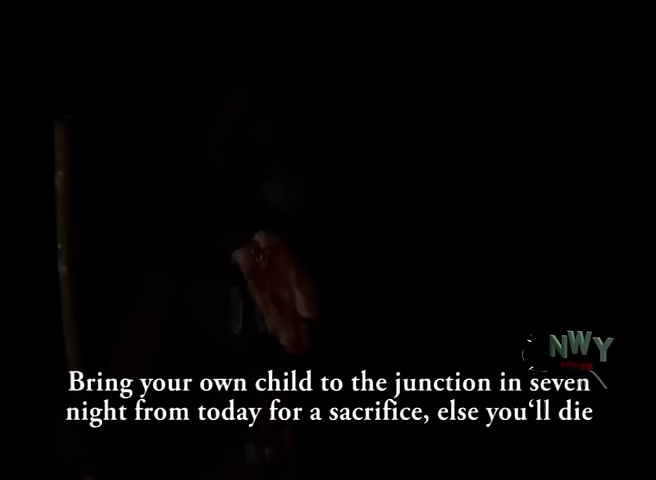 NWY
Bring your own child to the junction in seven
night from today for a sacrifice, else you'll die